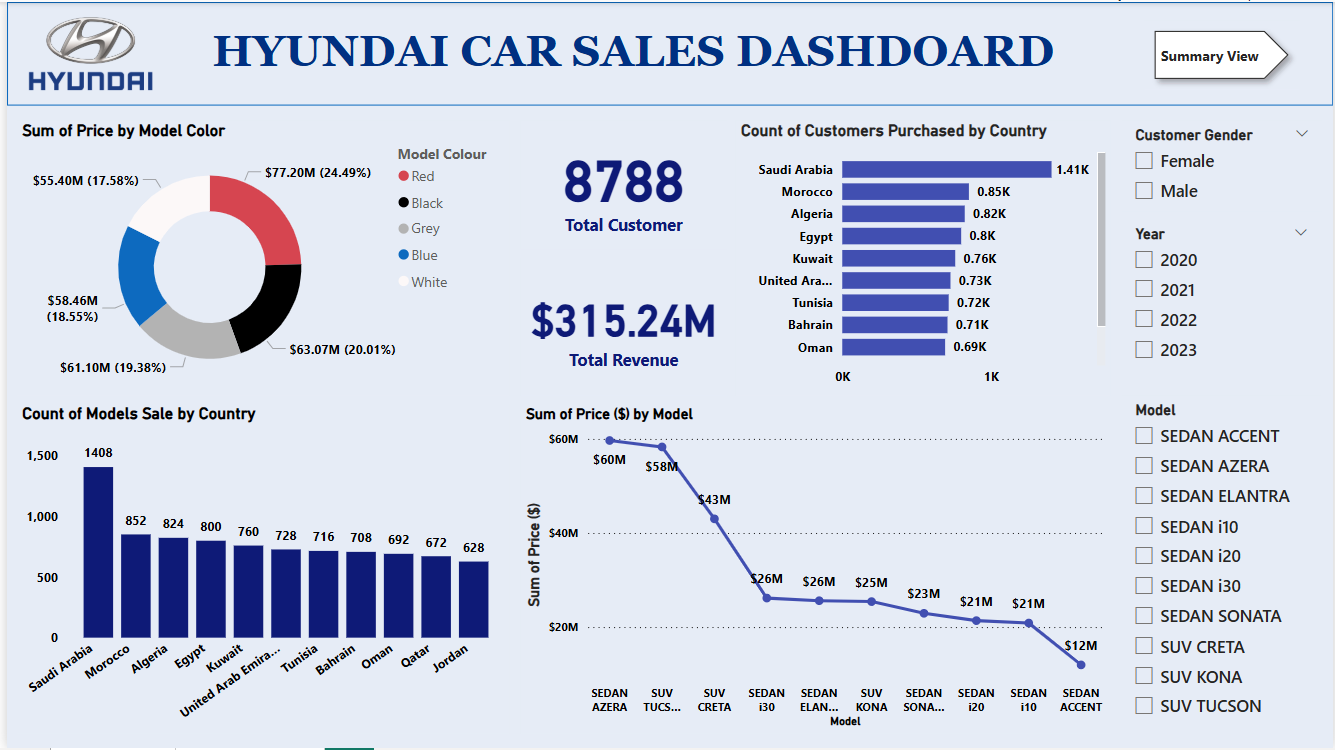 HYUNDAI
HYUNDAI CAR SALES DASHDOARD
Summary View
Sum of Price by Model Color
$55.40M (17.58%)
$77.20M (24.49%)
$58.46M
(18.55%)
$61.10M (19.38%)
$63.07M (20.01%)
Model Colour
Red
Black
Grey
Blue
White
8788
Total Customer
$315.24M
Total Revenue
Count of Customers Purchased by Country
Saudi Arabia 1.41K
Morocco 0.85K
Algeria 0.82K
Egypt 0.8K
Kuwait 0.76K
United Ara... 0.73K
Tunisia 0.72K
Bahrain 0.71K
Oman 0.69K
0K 1K
Customer Gender
Female
Male
Year
2020
2021
2022
2023
Count of Models Sale by Country
1,500
1,000
500
0
1408 852 824 800 760 728 716 708 692 672 628
Saudi Arabia Morocco Algeria Egypt Kuwait United Arab Emira... Tunisia Bahrain Oman Qatar Jordan
Sum of Price ($) by Model
Sum of Price ($)
$60M
$40M
$20M
$60M $58M $43M $26M $26M $25M $23M $21M $21M $12M
SEDAN SUV SUV SEDAN SEDAN SUV SEDAN SEDAN SEDAN SEDAN
AZERA TUCS... CRETA i30 ELAN... KONA SONA... i20 i10 ACCENT
Model
Model
SEDAN ACCENT
SEDAN AZERA
SEDAN ELANTRA
SEDAN i10
SEDAN i20
SEDAN i30
SEDAN SONATA
SUV CRETA
SUV KONA
SUV TUCSON